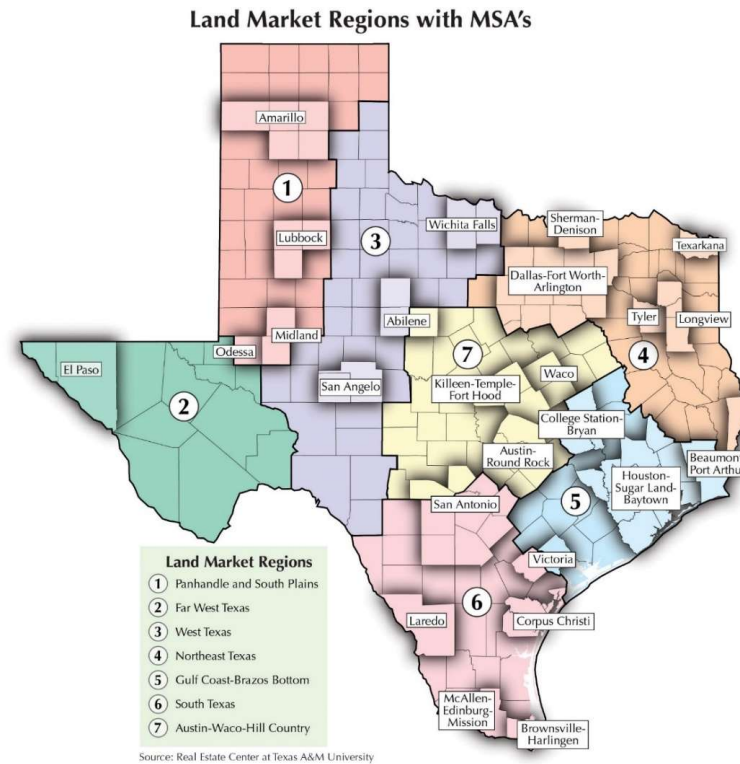 Land Market Regions with MSA's
Amarillo
1
Lubbock
3
Wichita Falls
Sherman-
Denison
Texarkana
Dallas-Fort Worth-
Arlington
Abilene
Tyler
Longview
Midland
Odessa
El Paso
2
San Angelo
7
Killeen-Temple-
Fort Hood
Waco
4
College Station-
Bryan
Austin-
Round Rock
Beaumont
Port Arthu
Houston-
Sugar Land-
Baytown
5
San Antonio
Victoria
6
Laredo
Corpus Christi
McAllen-
Edinburg-
Mission
Brownsville-
Harlingen
Land Market Regions
1 Panhandle and South Plains
2 Far West Texas
3 West Texas
4 Northeast Texas
5 Gulf Coast-Brazos Bottom
6 South Texas
7 Austin-Waco-Hill Country
Source: Real Estate Center at Texas A&M University